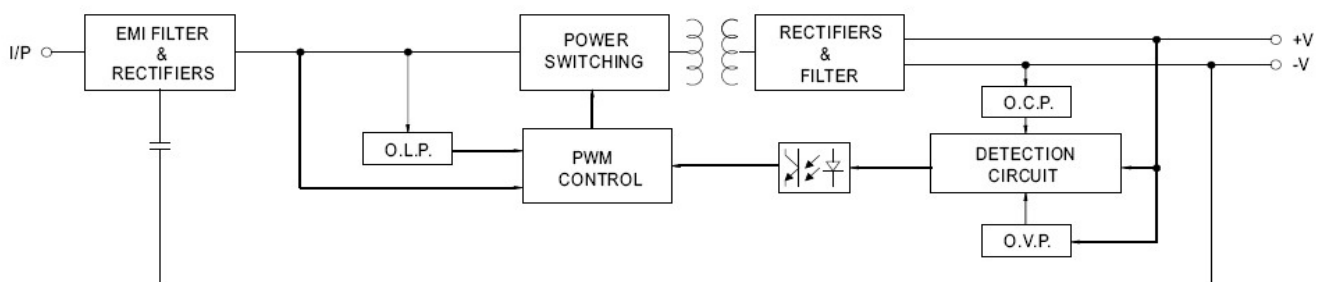 I/P
EMI FILTER
&
RECTIFIERS
POWER
SWITCHING
RECTIFIERS
&
FILTER
+V
-V
O.C.P.
O.L.P.
PWM
CONTROL
DETECTION
CIRCUIT
O.V.P.